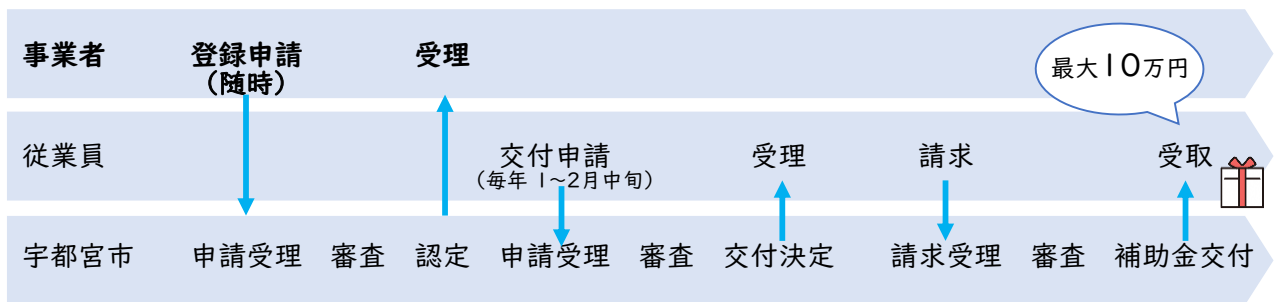 事業者 登録申請 受理
(随時)
最大10万円
従業員 交付申請 受理 請求 受取
(毎年 1~2月中旬)
宇都宮市 申請受理 審査 認定 申請受理 審査 交付決定 請求受理 審査 補助金交付